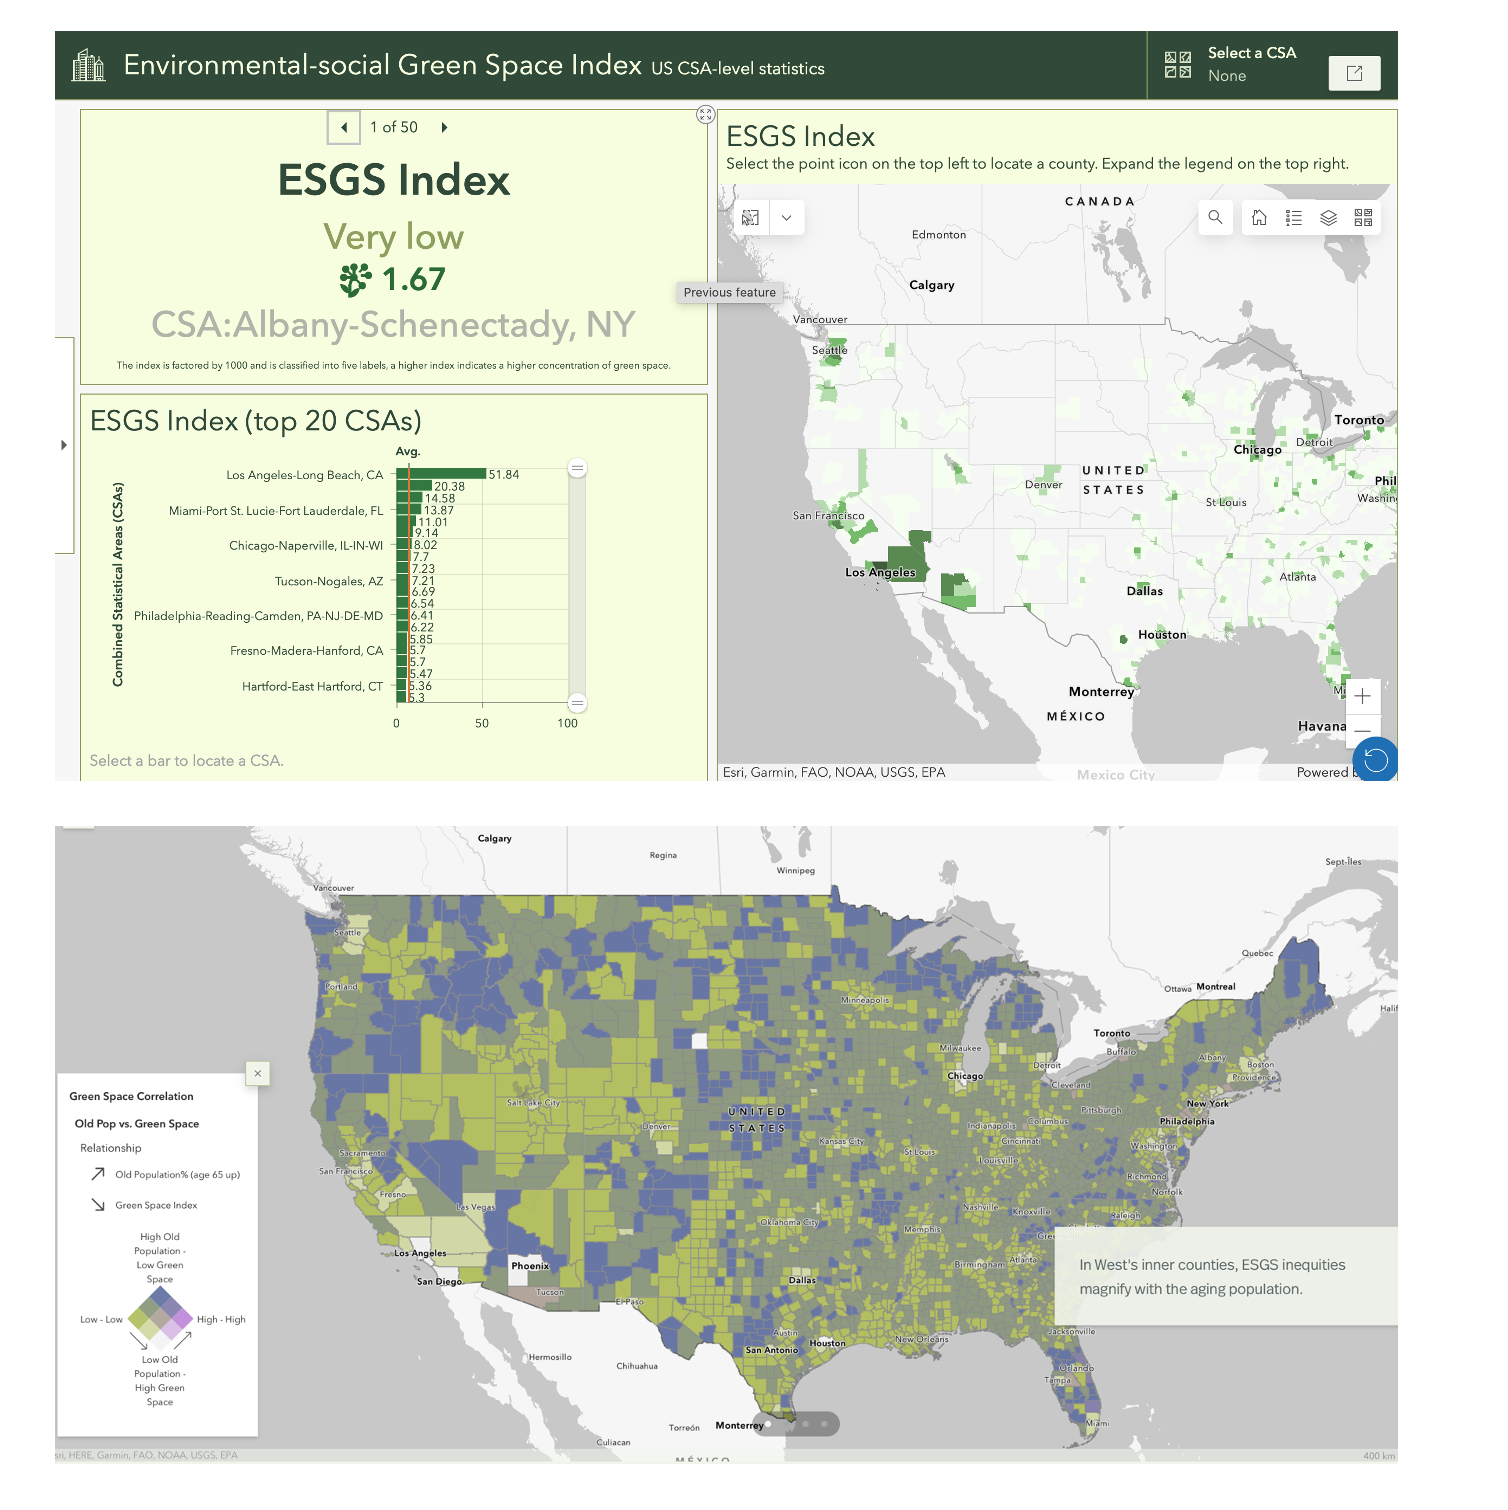 Environmental-social Green Space Index US CSA-level statistics
Select a CSA
None
1 of 50
ESGS Index
Very low
1.67
CSA:Albany-Schenectady, NY
The index is factored by 1000 and is classified into five labels, a higher index indicates a higher concentration of green space.
Previous feature
ESGS Index (top 20 CSAs)
Avg.
Combined Statistical Areas (CSAs)
Los Angeles-Long Beach, CA 51.84
20.38
14.58
Miami-Port St. Lucie-Fort Lauderdale, FL 13.87
11.01
9.14
Chicago-Naperville, IL-IN-WI 8.02
7.7
7.23
Tucson-Nogales, AZ 7.21
6.69
6.54
Philadelphia-Reading-Camden, PA-NJ-DE-MD 6.41
6.22
5.85
Fresno-Madera-Hanford, CA 5.7
5.7
5.47
Hartford-East Hartford, CT 5.36
5.3
0 50 100
Select a bar to locate a CSA.
ESGS Index
Select the point icon on the top left to locate a county. Expand the legend on the top right.
CANADA
Edmonton
Calgary
Vancouver
Seattle
Toronto
Detroit
Chicago
UNITED
STATES
Denver
Phil
Washing
St Louis
San Francisco
Los Angeles
Atlanta
Dallas
Houston
Monterrey
Mi
MÉXICO
Havana
Mexico City
Esri, Garmin, FAO, NOAA, USGS, EPA
Powered b
Calgary
Regina
Winnipeg
Sept-Îles
Vancouver
Seattle
Quebec
Portland
Ottawa
Montreal
Minneapolis
Halif
Toronto
Buffalo
Milwaukee
Albany
Boston
Detroit
Providence
Chicago
Cleveland
Salt Lake City
New York
UNITED
STATES
Pittsburgh
Philadelphia
Denver
Indianapolis
Columbus
Kansas City
Cincinnati
Washington
Sacramento
St Louis
Louisville
San Francisco
Richmond
Fresno
Norfolk
Las Vegas
Nashville
Knoxville
Raleigh
Oklahoma City
Memphis
Gree
Los Angeles
Phoenix
Birmingham
Atlanta
San Diego
Dallas
Tucson
El Paso
Jacksonville
Austin
New Orleans
Houston
San Antonio
Hermosillo
Chihuahua
Orlando
Tampa
Miami
Torreón
Monterrey
Culiacan
MÉXICO
Green Space Correlation
Old Pop vs. Green Space
Relationship
Old Population% (age 65 up)
Green Space Index
High Old
Population -
Low Green
Space
Low - Low
High - High
Low Old
Population -
High Green
Space
In West's inner counties, ESGS inequities
magnify with the aging population.
sri, HERE, Garmin, FAO, NOAA, USGS, EPA
400 km